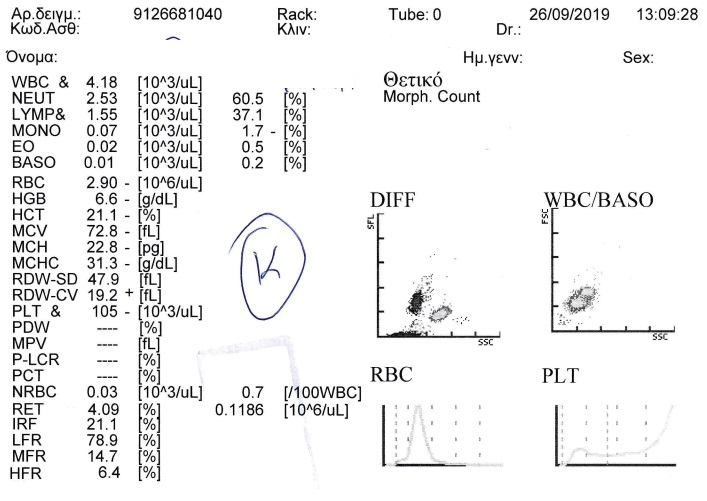 Αρ.δειγμ.: 9126681040 Rack: Tube: 0 26/09/2019 13:09:28
Κωδ.Ασθ: Κλιν: Dr.:
Όνομα: Ημ.γενν: Sex:
WBC & 4.18 [10^3/uL] Θετικό
NEUT 2.53 [10^3/uL] 60.5 [%] Morph. Count
LYMP& 1.55 [10^3/uL] 37.1 [%]
MONO 0.07 [10^3/uL] 1.7 - [%]
EO 0.02 [10^3/uL] 0.5 [%]
BASO 0.01 [10^3/uL] 0.2 [%]
RBC 2.90 - [10^6/uL]
HGB 6.6 - [g/dL] DIFF WBC/BASO
HCT 21.1 - [%] SFL FSC
MCV 72.8 - [fL]
MCH 22.8 - [pg]
MCHC 31.3 - [g/dL] K
RDW-SD 47.9 [fL]
RDW-CV 19.2 + [fL]
PLT & 105 - [10^3/uL]
PDW ---- [%]
MPV ---- [fL] SSC SSC
P-LCR ---- [%]
PCT ---- [%] RBC PLT
NRBC 0.03 [10^3/uL] 0.7 [/100WBC]
RET 4.09 [%] 0.1186 [10^6/uL]
IRF 21.1 [%]
LFR 78.9 [%]
MFR 14.7 [%]
HFR 6.4 [%]